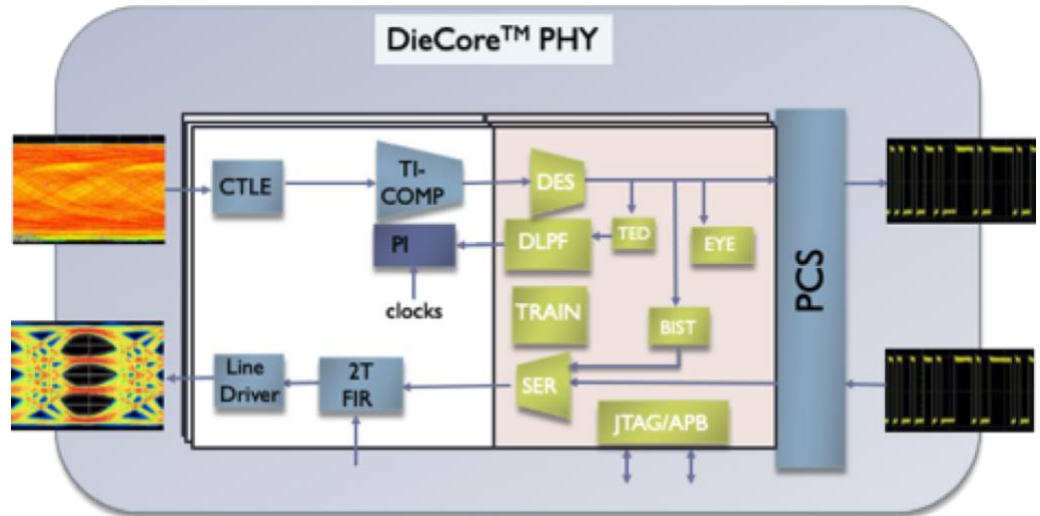 DieCore™ PHY
CTLE
TI-
COMP
DES
PI
DLPF
TED
EYE
clocks
TRAIN
BIST
Line
Driver
2T
FIR
SER
JTAG/APB
PCS